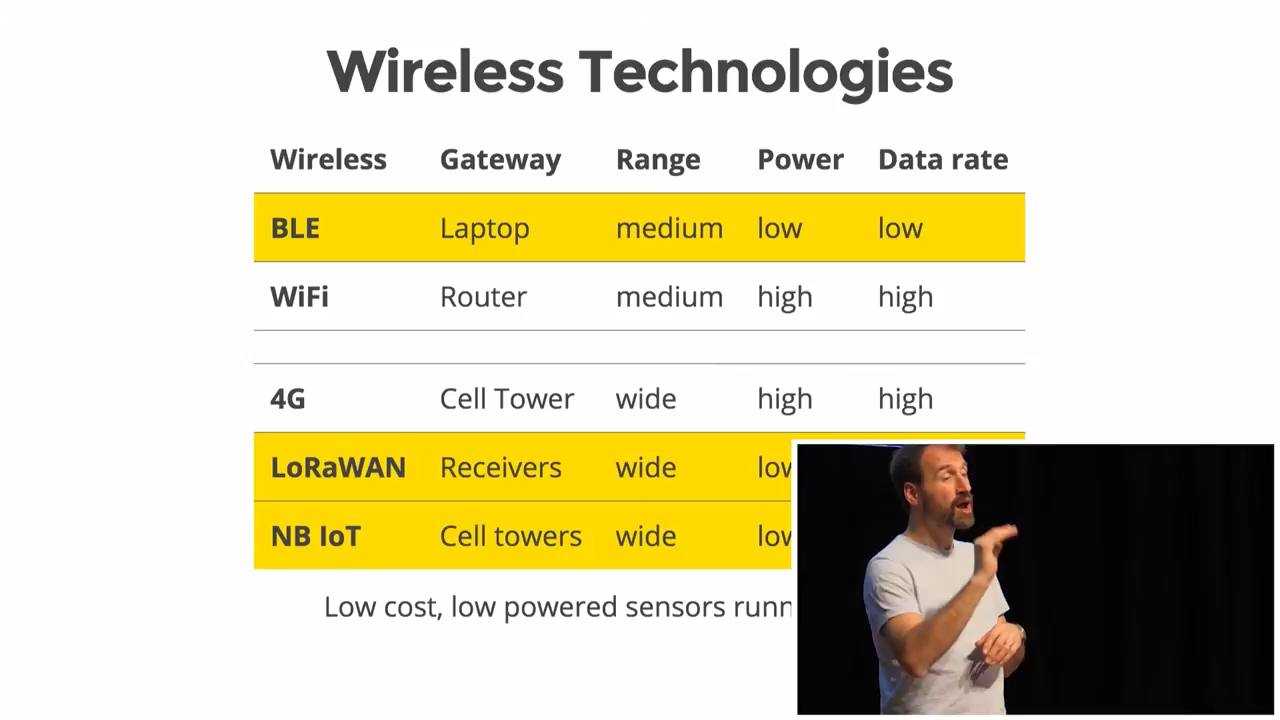 Wireless Technologies
Wireless Gateway Range Power Data rate
BLE Laptop medium low low
WiFi Router medium high high
4G Cell Tower wide high high
LoRaWAN Receivers wide
NB IoT Cell towers wide
Low cost, low powered sensors